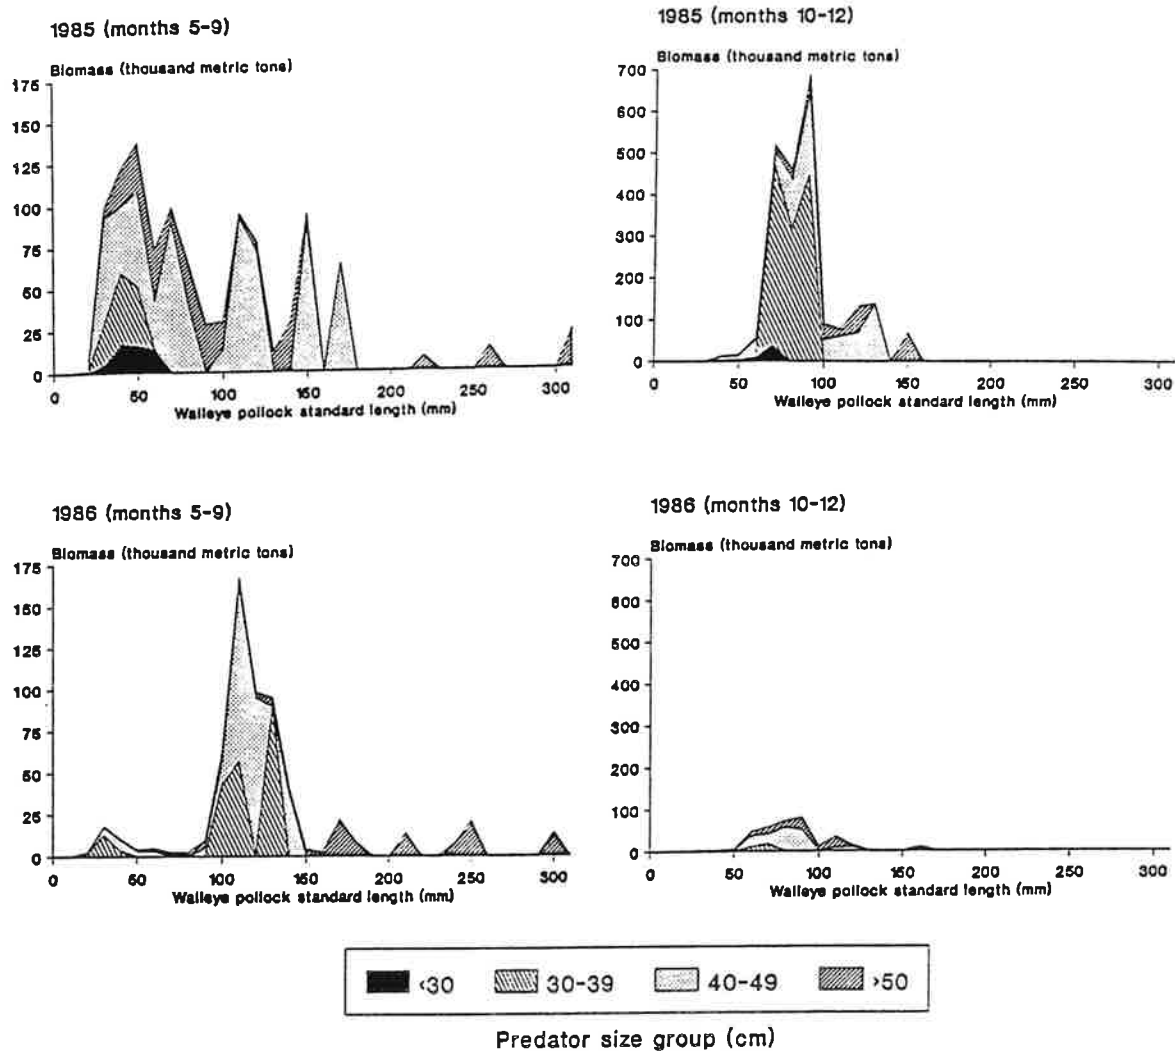 1985 (months 5-9)
Biomass (thousand metric tons)
175
150
125
100
75
50
25
0
0 50 100 150 200 250 300
Walleye pollock standard length (mm)
1985 (months 10-12)
Biomass (thousand metric tons)
700
600
500
400
300
200
100
0
0 50 100 150 200 250 300
Walleye pollock standard length (mm)
1986 (months 5-9)
Biomass (thousand metric tons)
175
150
125
100
75
50
25
0
0 50 100 150 200 250 300
Walleye pollock standard length (mm)
1986 (months 10-12)
Biomass (thousand metric tons)
700
600
500
400
300
200
100
0
0 50 100 150 200 250 300
Walleye pollock standard length (mm)
<30 30-39 40-49 >50
Predator size group (cm)